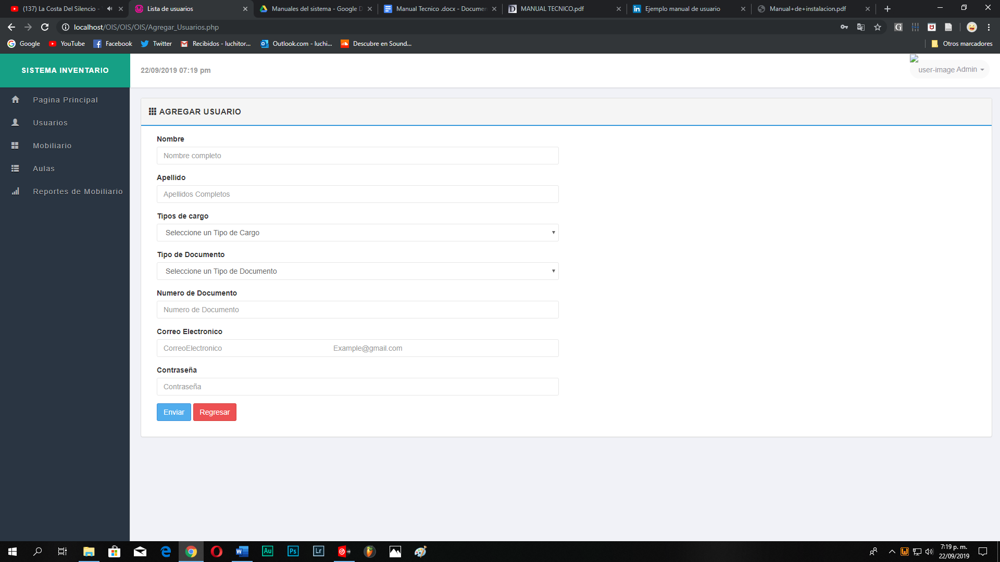 (137) La Costa Del Silencio -
Lista de usuarios
Manuales del sistema - Google D
Manual Tecnico .docx - Documen
MANUAL TECNICO.pdf
Ejemplo manual de usuario
Manual+de+instalacion.pdf
localhost/OIS/OIS/OIS/Agregar_Usuarios.php
Google
YouTube
Facebook
Twitter
Recibidos - luchitor...
Outlook.com - luchi...
Descubre en Sound...
Otros marcadores
SISTEMA INVENTARIO
22/09/2019 07:19 pm
user-image Admin
Pagina Principal
Usuarios
Mobiliario
Aulas
Reportes de Mobiliario
AGREGAR USUARIO
Nombre
Nombre completo
Apellido
Apellidos Completos
Tipos de cargo
Seleccione un Tipo de Cargo
Tipo de Documento
Seleccione un Tipo de Documento
Numero de Documento
Numero de Documento
Correo Electronico
CorreoElectronico Example@gmail.com
Contraseña
Contraseña
Enviar
Regresar
Au
Ps
Lr
7:19 p. m.
22/09/2019